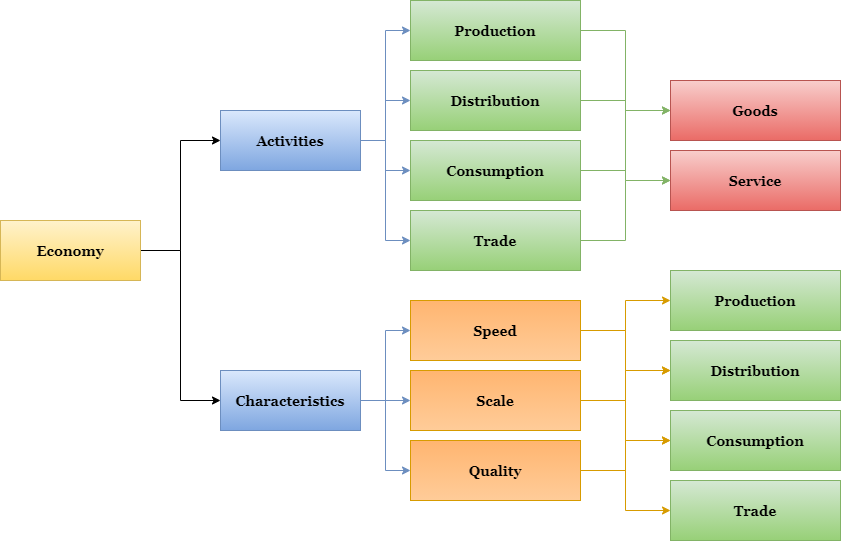 Economy
Activities
Production
Distribution
Consumption
Trade
Goods
Service
Characteristics
Speed
Scale
Quality
Production
Distribution
Consumption
Trade